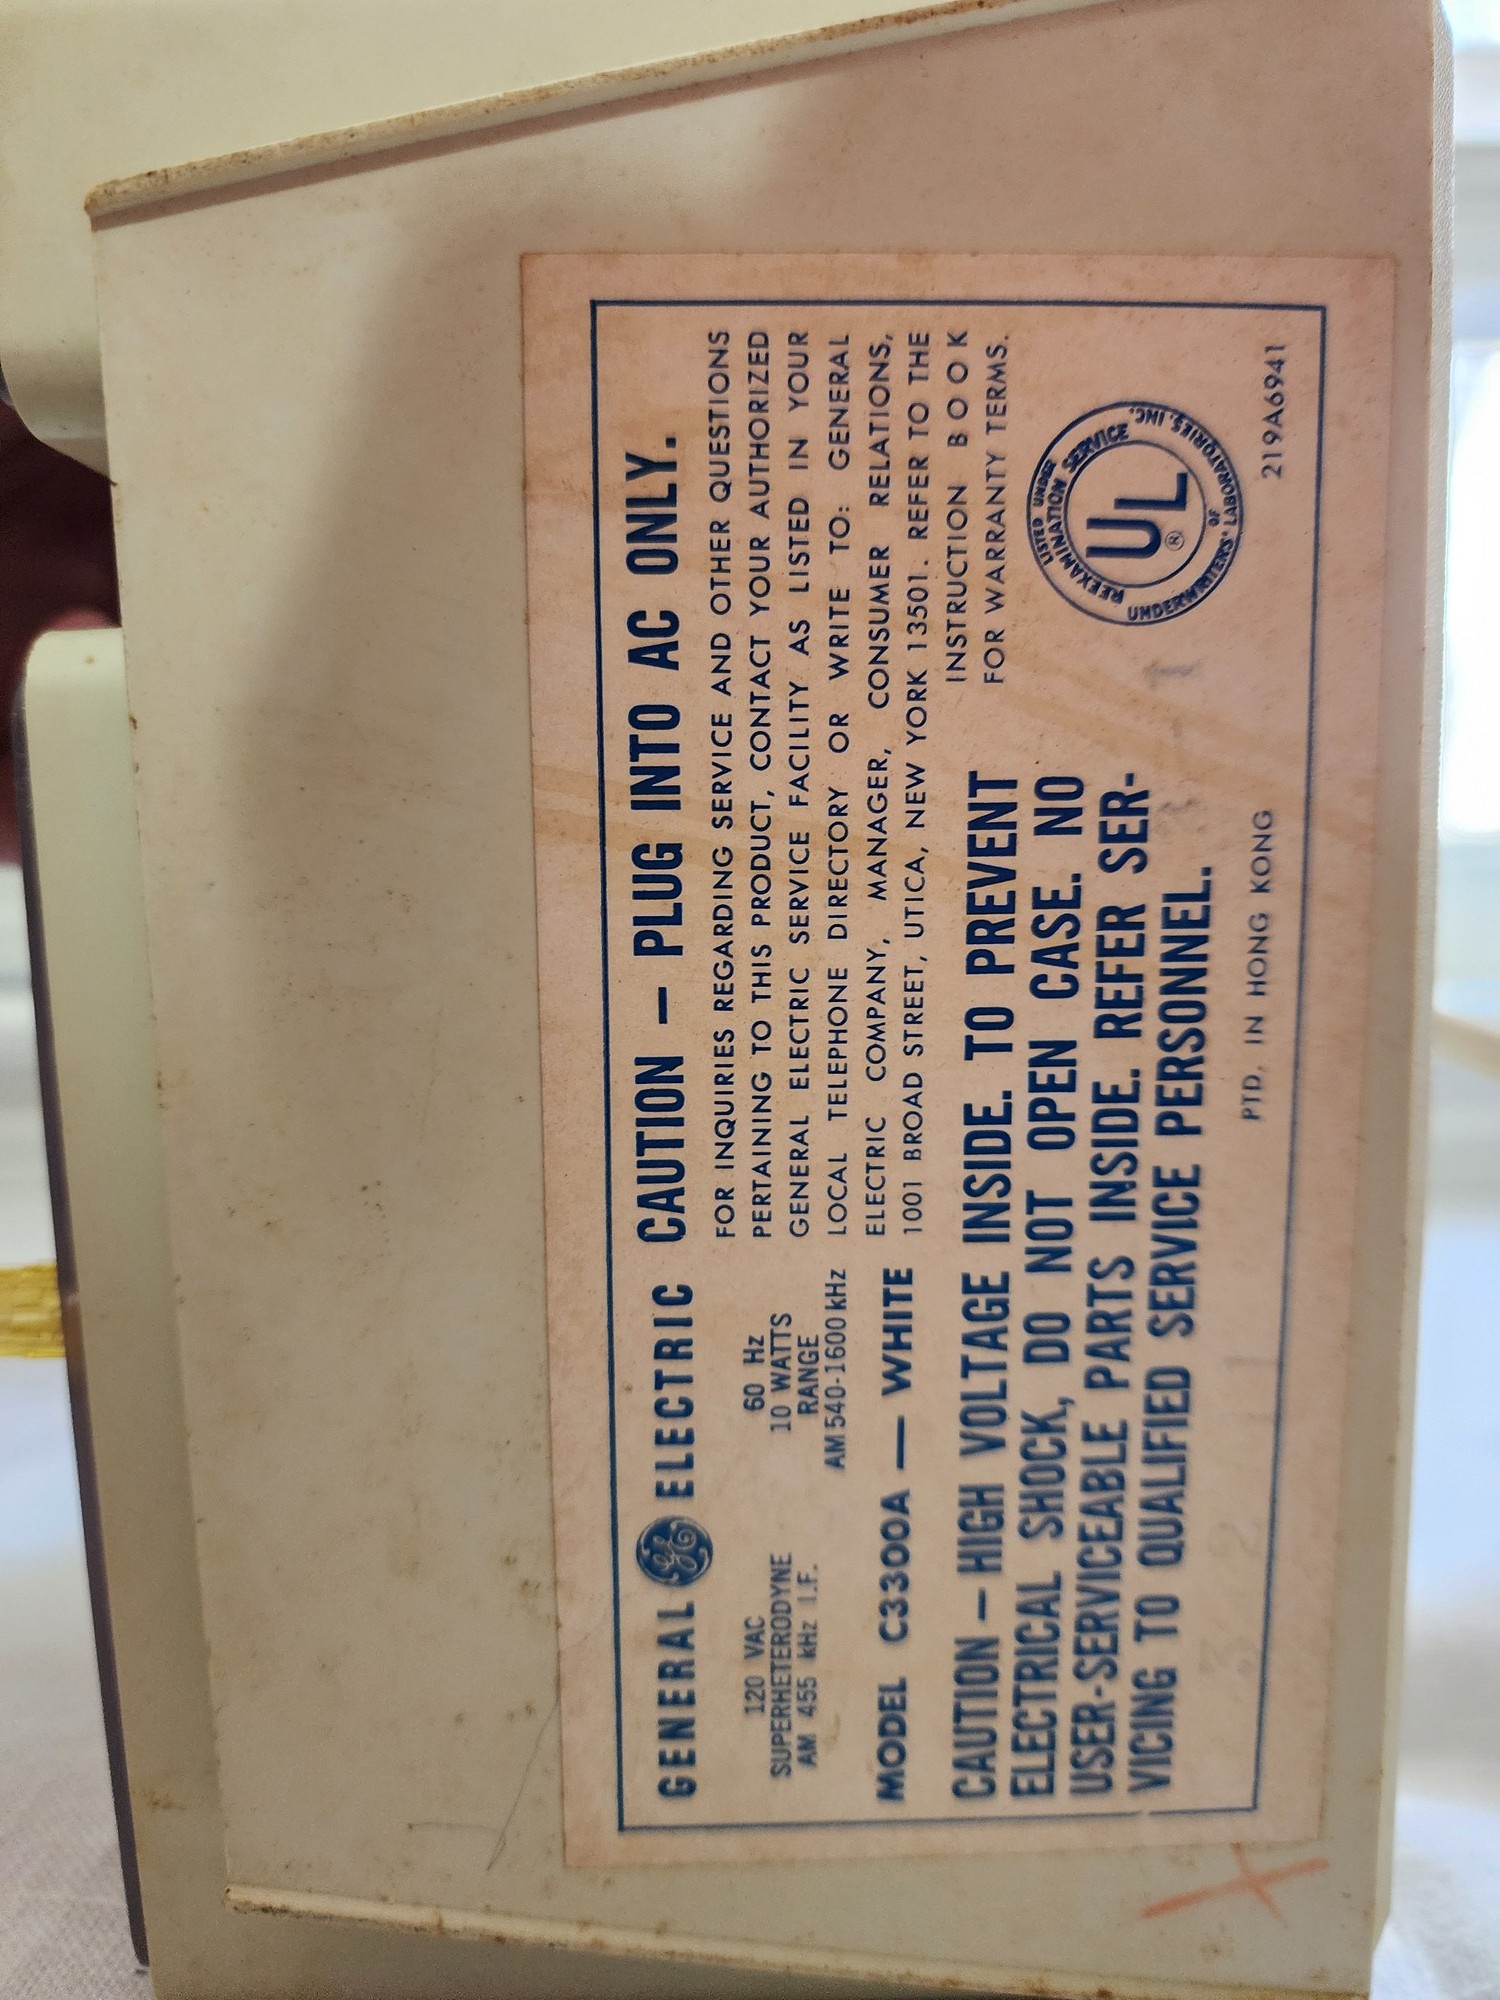 GENERAL GE ELECTRIC
120 VAC 60 Hz
SUPERHETERODYNE 10 WATTS
AM 455 kHz I.F. RANGE
AM 540-1600 kHz
MODEL C3300A — WHITE
CAUTION – PLUG INTO AC ONLY.
FOR INQUIRIES REGARDING SERVICE AND OTHER QUESTIONS
PERTAINING TO THIS PRODUCT, CONTACT YOUR AUTHORIZED
GENERAL ELECTRIC SERVICE FACILITY AS LISTED IN YOUR
LOCAL TELEPHONE DIRECTORY OR WRITE TO: GENERAL
ELECTRIC COMPANY, MANAGER, CONSUMER RELATIONS,
1001 BROAD STREET, UTICA, NEW YORK 13501. REFER TO THE
INSTRUCTION BOOK
FOR WARRANTY TERMS.
CAUTION – HIGH VOLTAGE INSIDE. TO PREVENT
ELECTRICAL SHOCK, DO NOT OPEN CASE. NO
USER-SERVICEABLE PARTS INSIDE. REFER SER-
VICING TO QUALIFIED SERVICE PERSONNEL.
LISTED UNDER
REEXAMINATION SERVICE
UL ®
OF
UNDERWRITERS' LABORATORIES, INC.
PTD. IN HONG KONG
219A6941